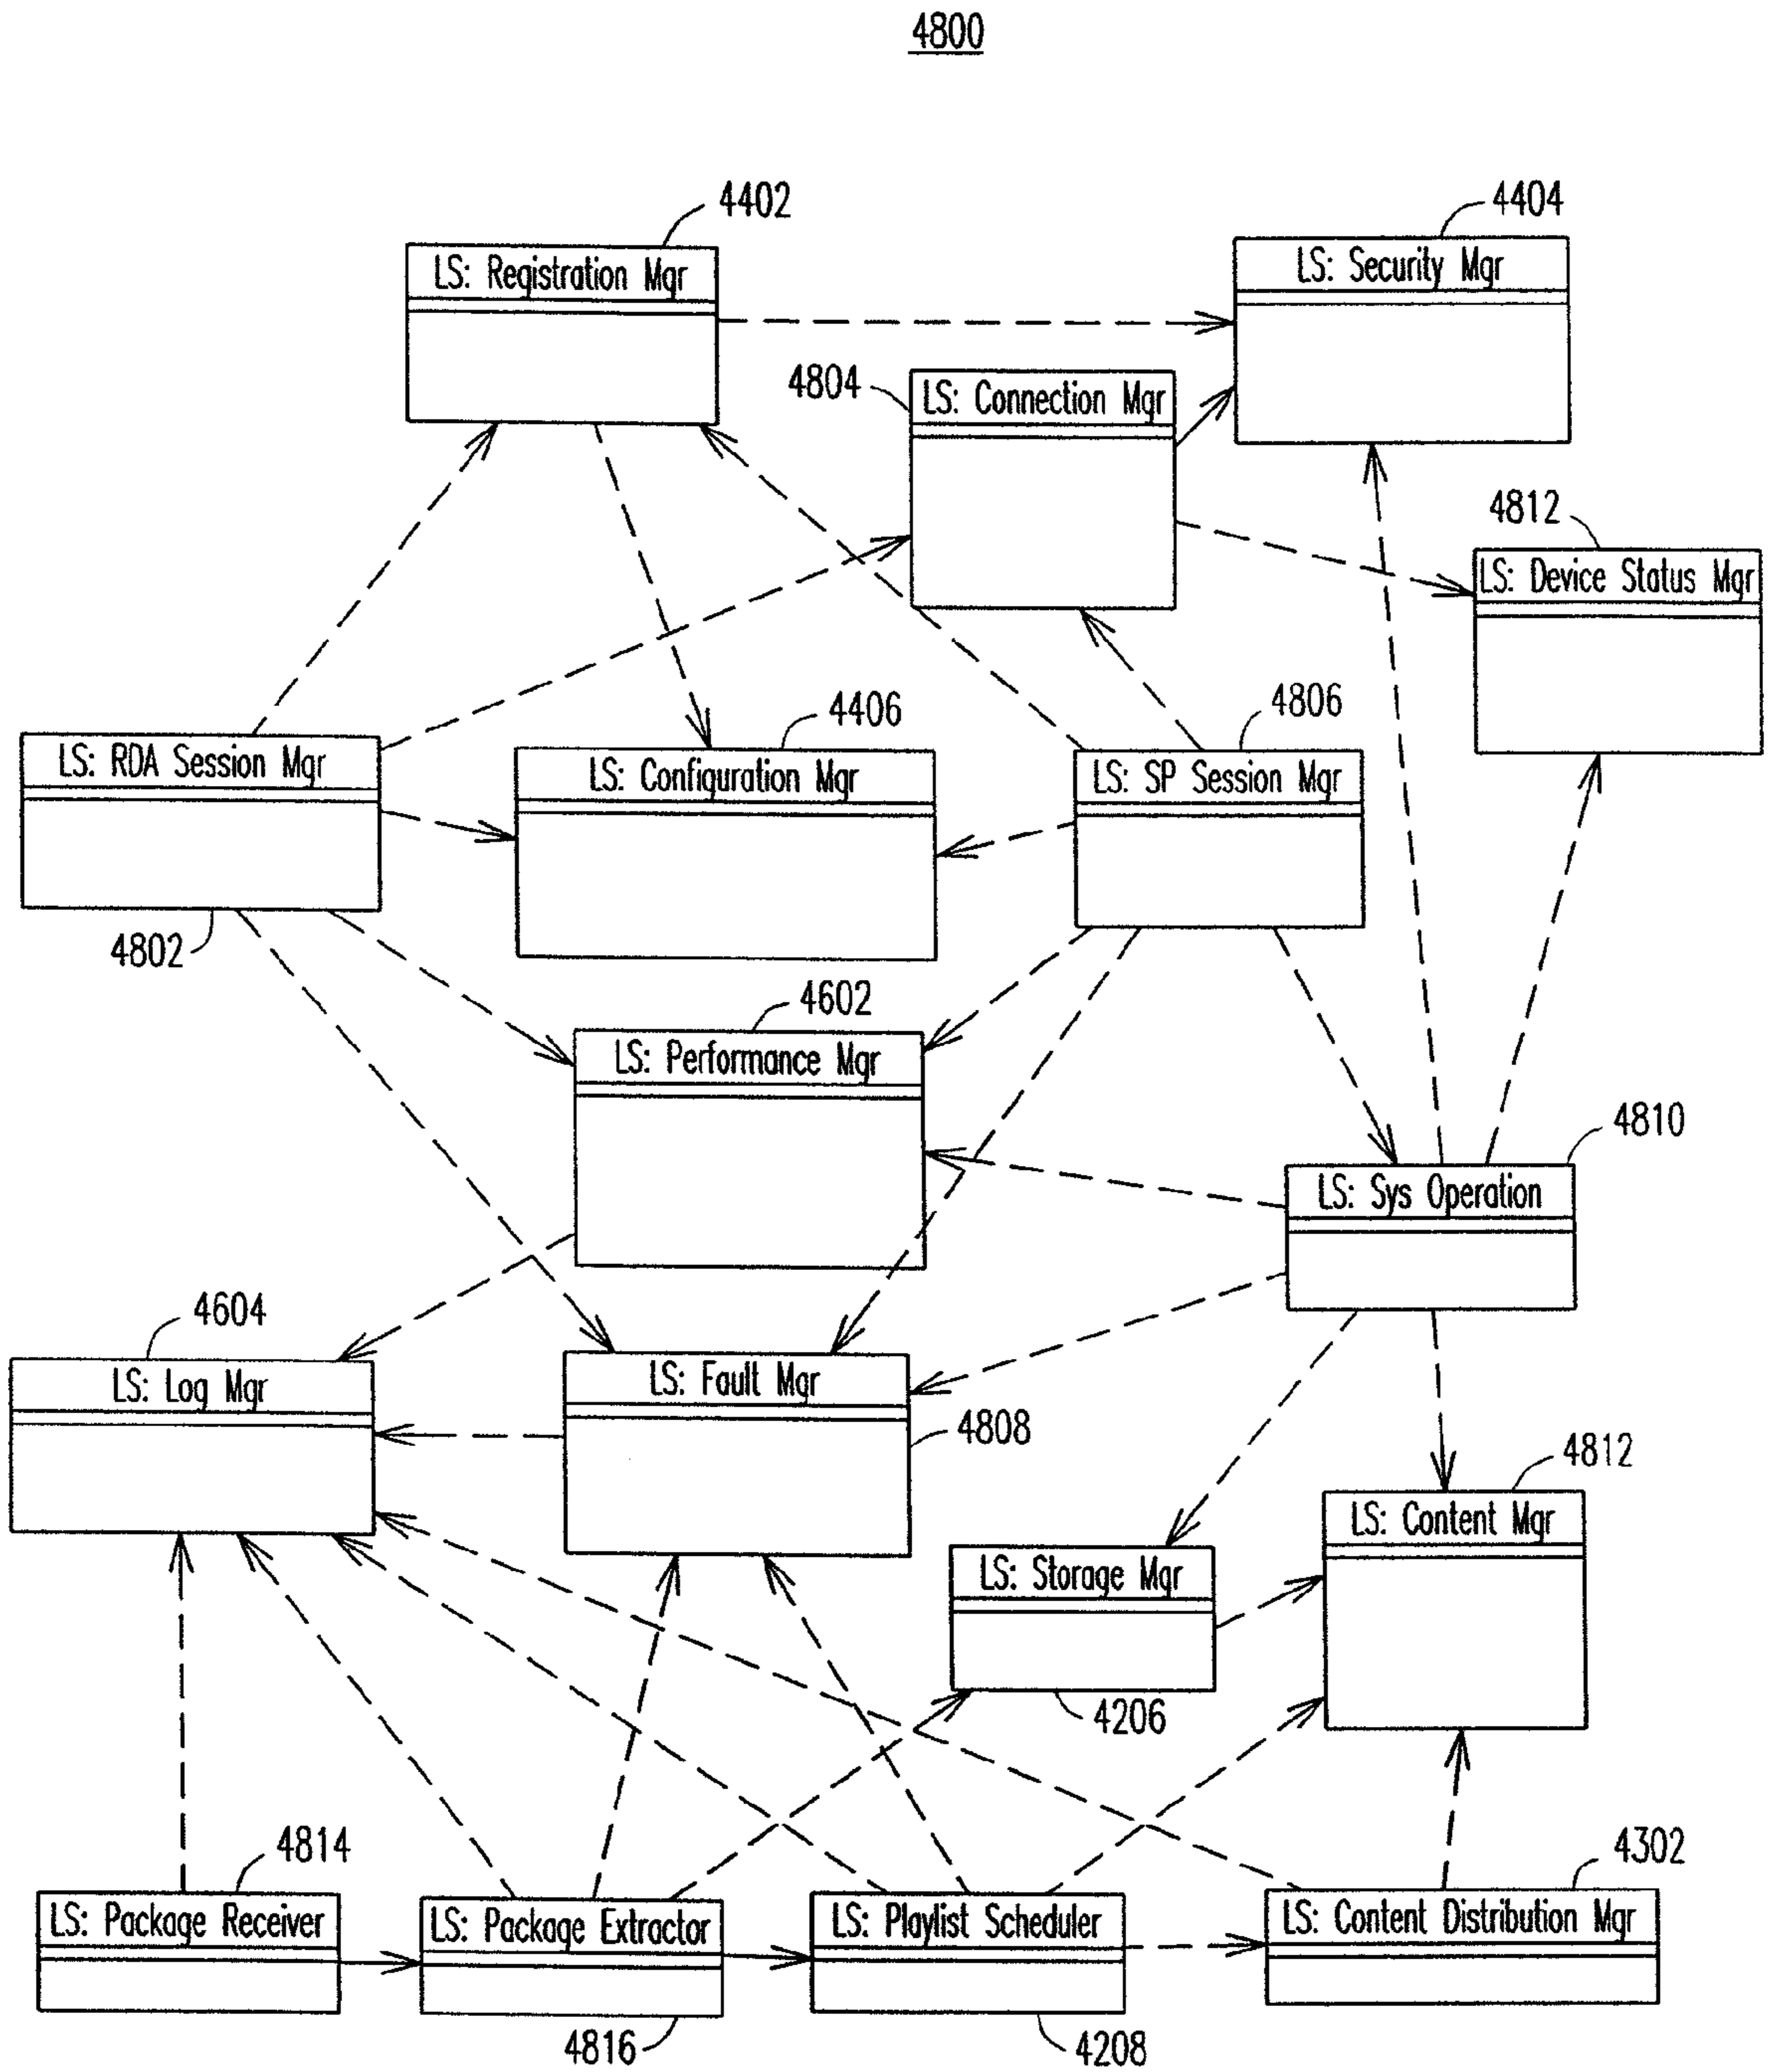 4800
4402
4404
LS: Registration Mgr
LS: Security Mgr
4804
LS: Connection Mgr
4812
LS: Device Status Mgr
4406
4806
LS: RDA Session Mgr
LS: Configuration Mgr
LS: SP Session Mgr
4802
4602
LS: Performance Mgr
4810
LS: Sys Operation
4604
LS: Log Mgr
LS: Fault Mgr
4808
4812
LS: Content Mgr
LS: Storage Mgr
4206
4814
4302
LS: Package Receiver
LS: Package Extractor
LS: Playlist Scheduler
LS: Content Distribution Mgr
4816
4208